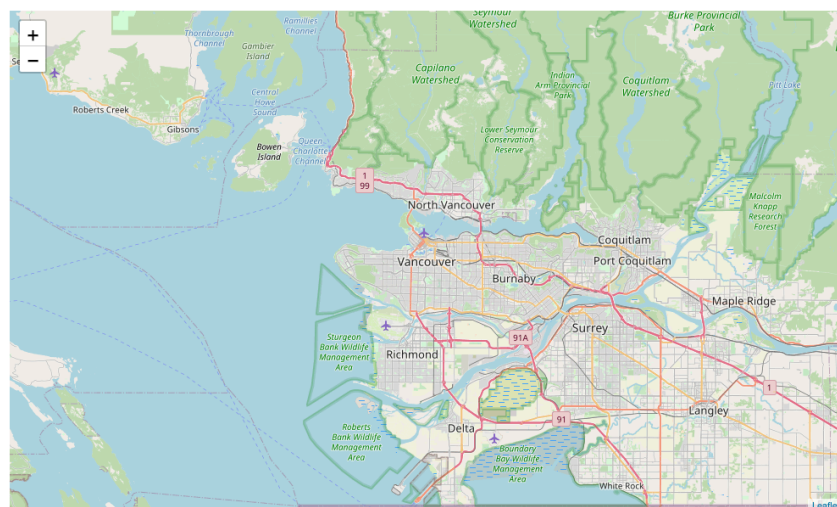 +
−
Thornbrough
Channel
Ramillies
Channel
Gambier
Island
Seymour
Watershed
Burke Provincial
Park
Capilano
Watershed
Indian
Arm Provincial
Park
Coquitlam
Watershed
Pitt Lake
Se
Roberts Creek
Gibsons
Central
Howe
Sound
Bowen
Island
Queen
Charlotte
Channel
Lower Seymour
Conservation
Reserve
1
99
North Vancouver
Malcolm
Knapp
Research
Forest
Coquitlam
Vancouver
Port Coquitlam
Burnaby
Maple Ridge
Surrey
Sturgeon
Bank Wildlife
Management
Area
Richmond
91A
1
Langley
91
Roberts
Bank Wildlife
Management
Area
Delta
Boundary
Bay Wildlife
Management
Area
White Rock